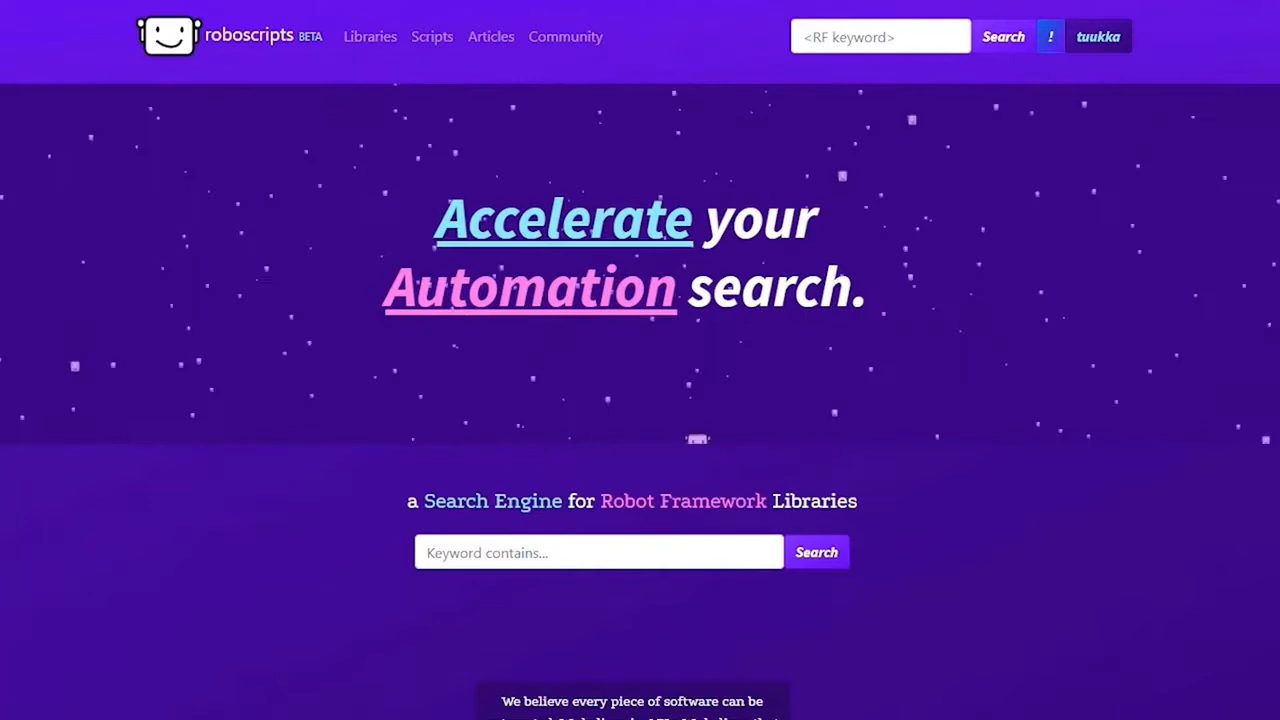 roboscripts BETA Libraries Scripts Articles Community <RF keyword> Search ! tuukka
Accelerate your
Automation search.
a Search Engine for Robot Framework Libraries
Keyword contains... Search
We believe every piece of software can be